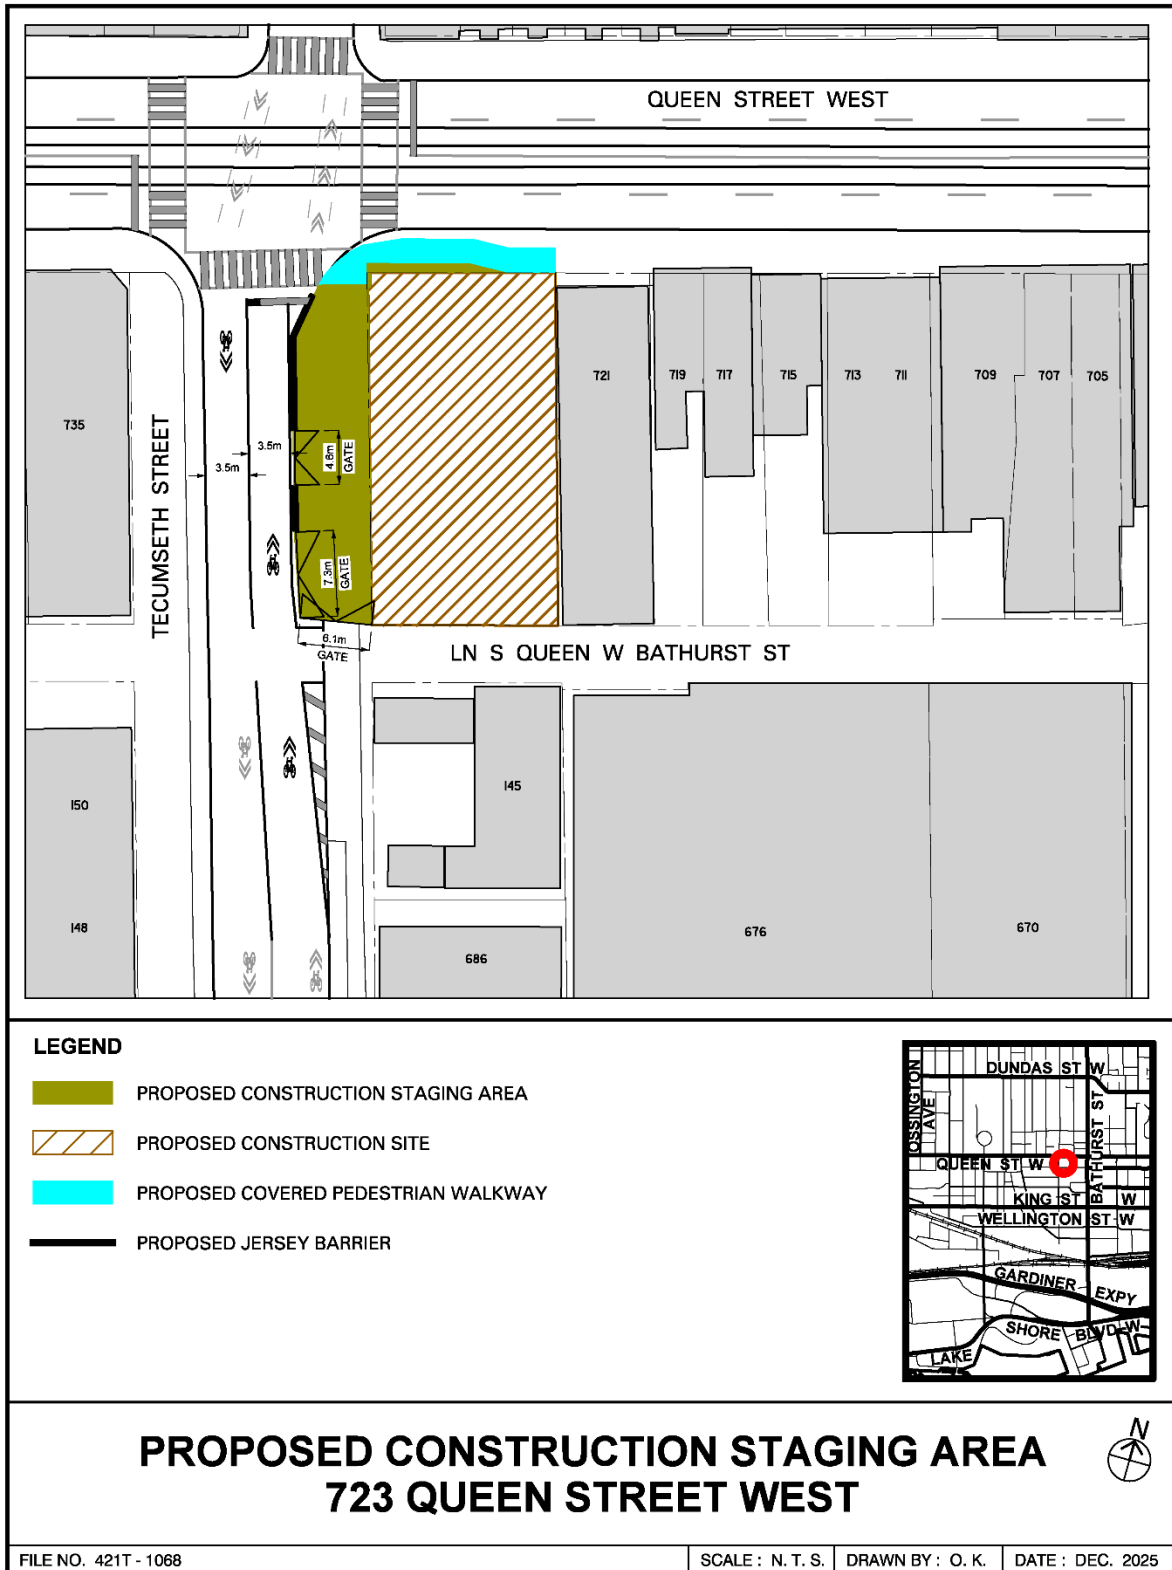 QUEEN STREET WEST
735
721
719
717
715
713
711
709
707
705
TECUMSETH STREET
3.5m
3.5m
4.6m
GATE
7.3m
GATE
6.1m
GATE
LN S QUEEN W BATHURST ST
150
145
148
686
676
670
LEGEND
PROPOSED CONSTRUCTION STAGING AREA
PROPOSED CONSTRUCTION SITE
PROPOSED COVERED PEDESTRIAN WALKWAY
PROPOSED JERSEY BARRIER
OSSINGTON
AVE
DUNDAS ST W
BATHURST ST
QUEEN ST W
KING ST W
WELLINGTON ST W
GARDINER EXPY
LAKE SHORE BLVD W
PROPOSED CONSTRUCTION STAGING AREA
723 QUEEN STREET WEST
N
FILE NO. 421T - 1068
SCALE : N. T. S.
DRAWN BY : O. K.
DATE : DEC. 2025